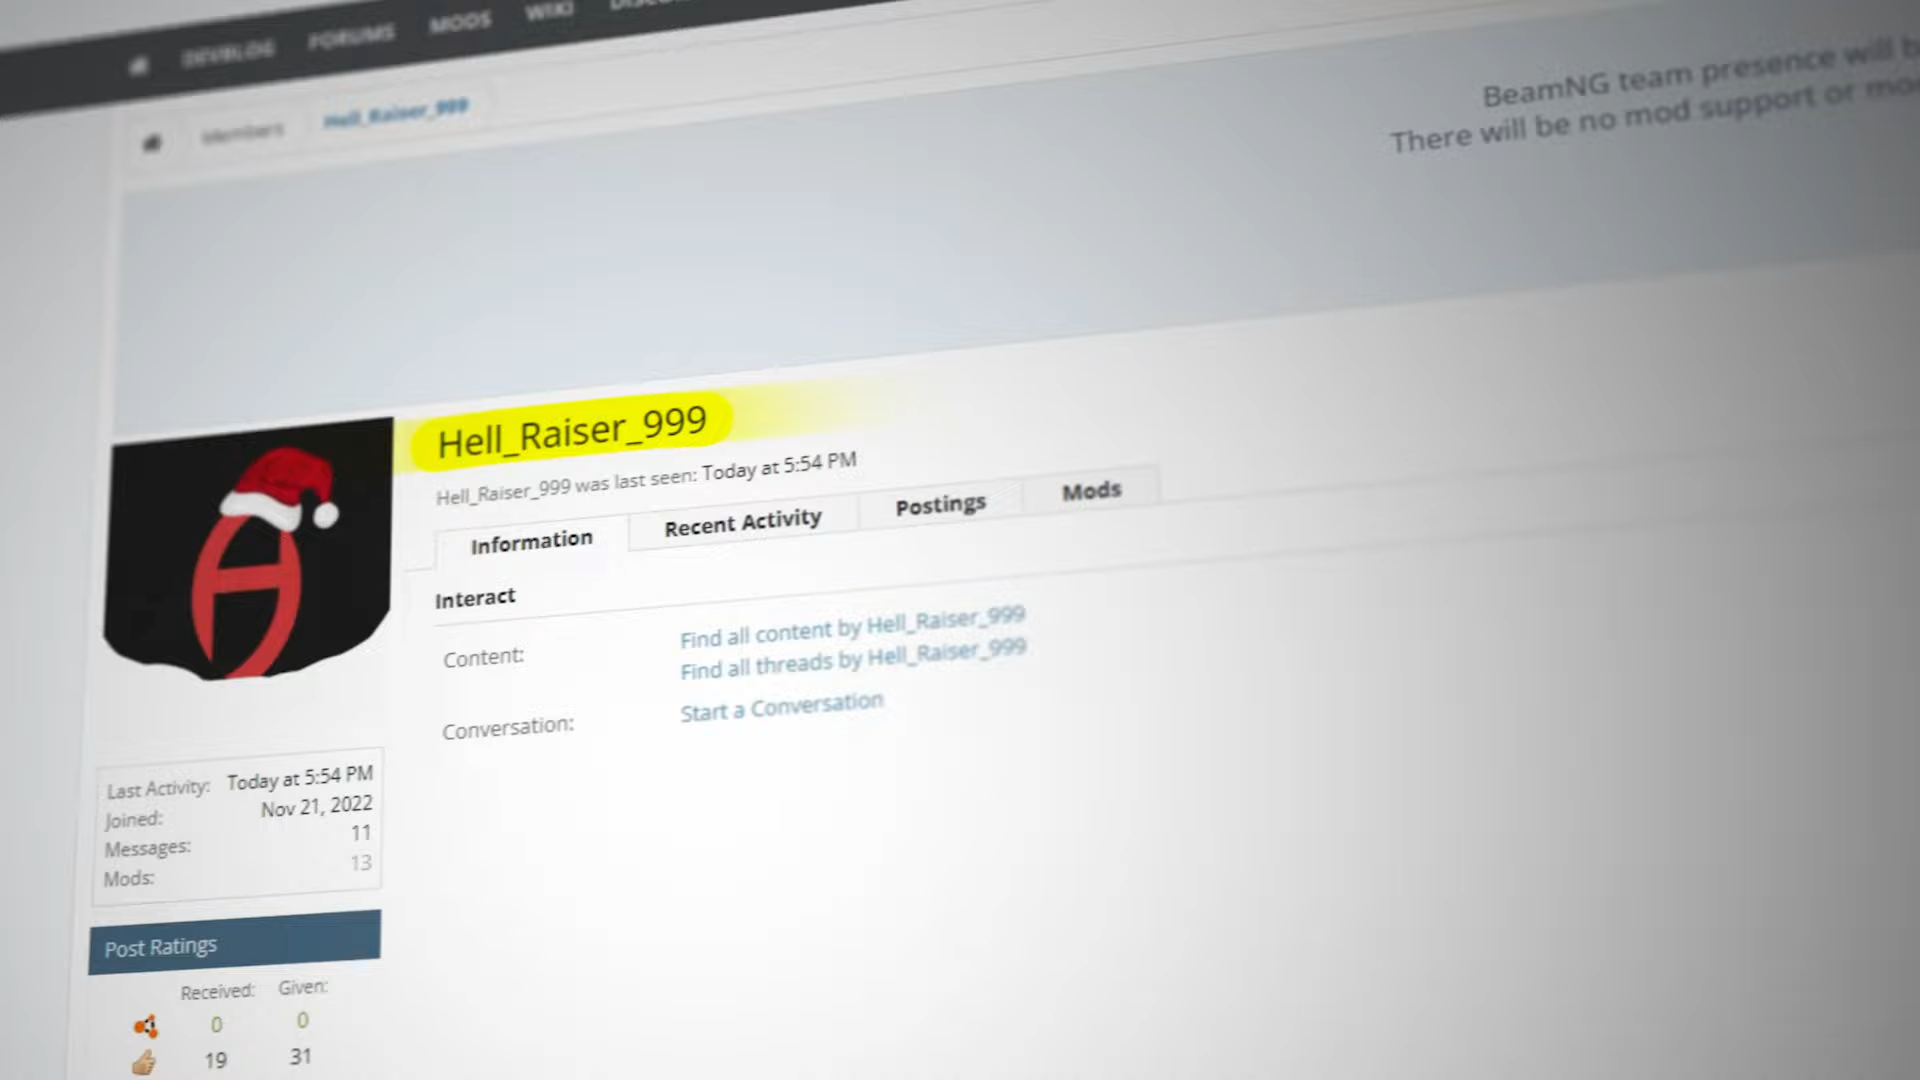 DEVBLOG FORUMS MODS WIKI
Members Hell_Raiser_999
BeamNG team presence will
There will be no mod support or
Hell_Raiser_999
Hell_Raiser_999 was last seen: Today at 5:54 PM
Information Recent Activity Postings Mods
Interact
Content: Find all content by Hell_Raiser_999
Find all threads by Hell_Raiser_999
Conversation: Start a Conversation
Last Activity: Today at 5:54 PM
Joined: Nov 21, 2022
Messages: 11
Mods: 13
Post Ratings
Received: Given:
0 0
19 31